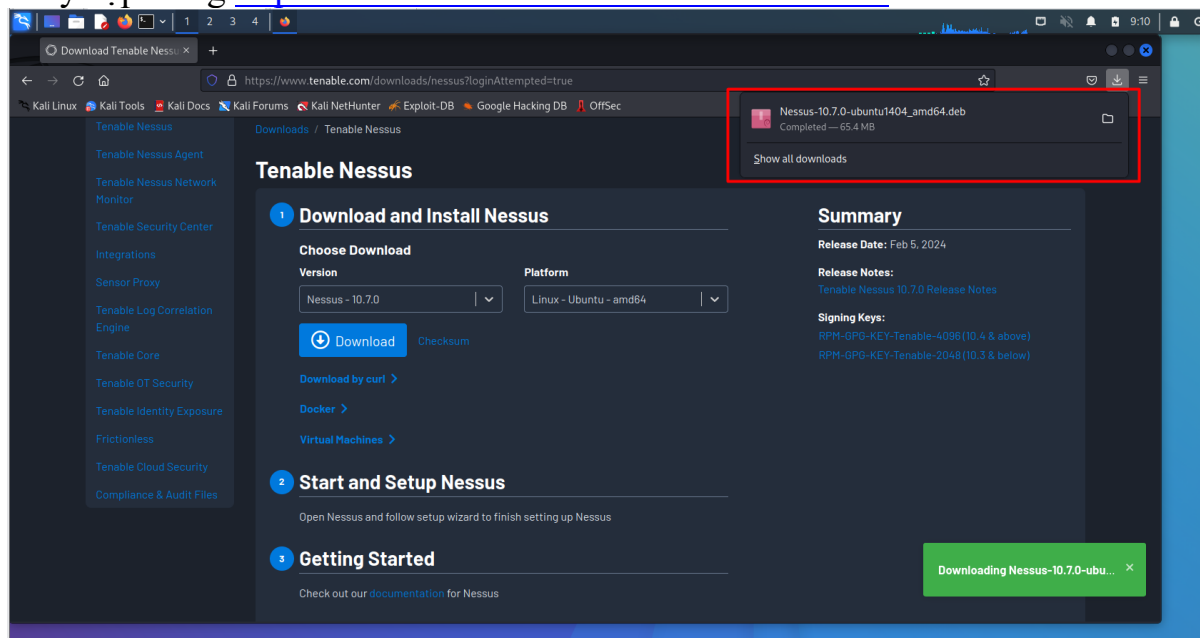 1 2 3 4
9:10
Download Tenable Nessu
https://www.tenable.com/downloads/nessus?loginAttempted=true
Kali Linux Kali Tools Kali Docs Kali Forums Kali NetHunter Exploit-DB Google Hacking DB OffSec
Nessus-10.7.0-ubuntu1404_amd64.deb
Completed — 65.4 MB
Show all downloads
Tenable Nessus
Tenable Nessus Agent
Tenable Nessus Network
Monitor
Tenable Security Center
Integrations
Sensor Proxy
Tenable Log Correlation
Engine
Tenable Core
Tenable OT Security
Tenable Identity Exposure
Frictionless
Tenable Cloud Security
Compliance & Audit Files
Downloads / Tenable Nessus
Tenable Nessus
1 Download and Install Nessus
Choose Download
Version Platform
Nessus - 10.7.0 Linux - Ubuntu - amd64
Download Checksum
Download by curl
Docker
Virtual Machines
2 Start and Setup Nessus
Open Nessus and follow setup wizard to finish setting up Nessus
3 Getting Started
Check out our documentation for Nessus
Summary
Release Date: Feb 5, 2024
Release Notes:
Tenable Nessus 10.7.0 Release Notes
Signing Keys:
RPM-GPG-KEY-Tenable-4096 (10.4 & above)
RPM-GPG-KEY-Tenable-2048 (10.3 & below)
Downloading Nessus-10.7.0-ubu...